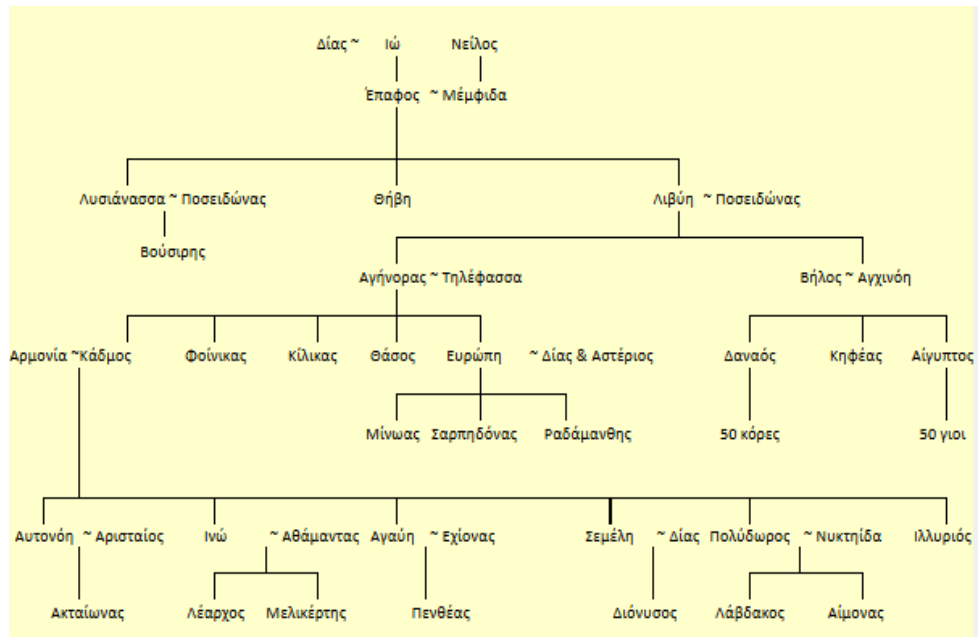 Δίας ~ Ιώ Νείλος
Έπαφος ~ Μέμφιδα
Λυσιάνασσα ~ Ποσειδώνας Θήβη Λιβύη ~ Ποσειδώνας
Βούσιρης
Αγήνορας ~ Τηλέφασσα Βήλος ~ Αγχινόη
Αρμονία ~Κάδμος Φοίνικας Κίλικας Θάσος Ευρώπη ~ Δίας & Αστέριος Δαναός Κηφέας Αίγυπτος
Μίνωας Σαρπηδόνας Ραδάμανθης 50 κόρες 50 γιοι
Αυτονόη ~ Αρισταίος Ινώ ~ Αθάμαντας Αγαύη ~ Εχίονας Σεμέλη ~ Δίας Πολύδωρος ~ Νυκτηίδα Ιλλυριός
Ακταίωνας Λέαρχος Μελικέρτης Πενθέας Διόνυσος Λάβδακος Αίμονας